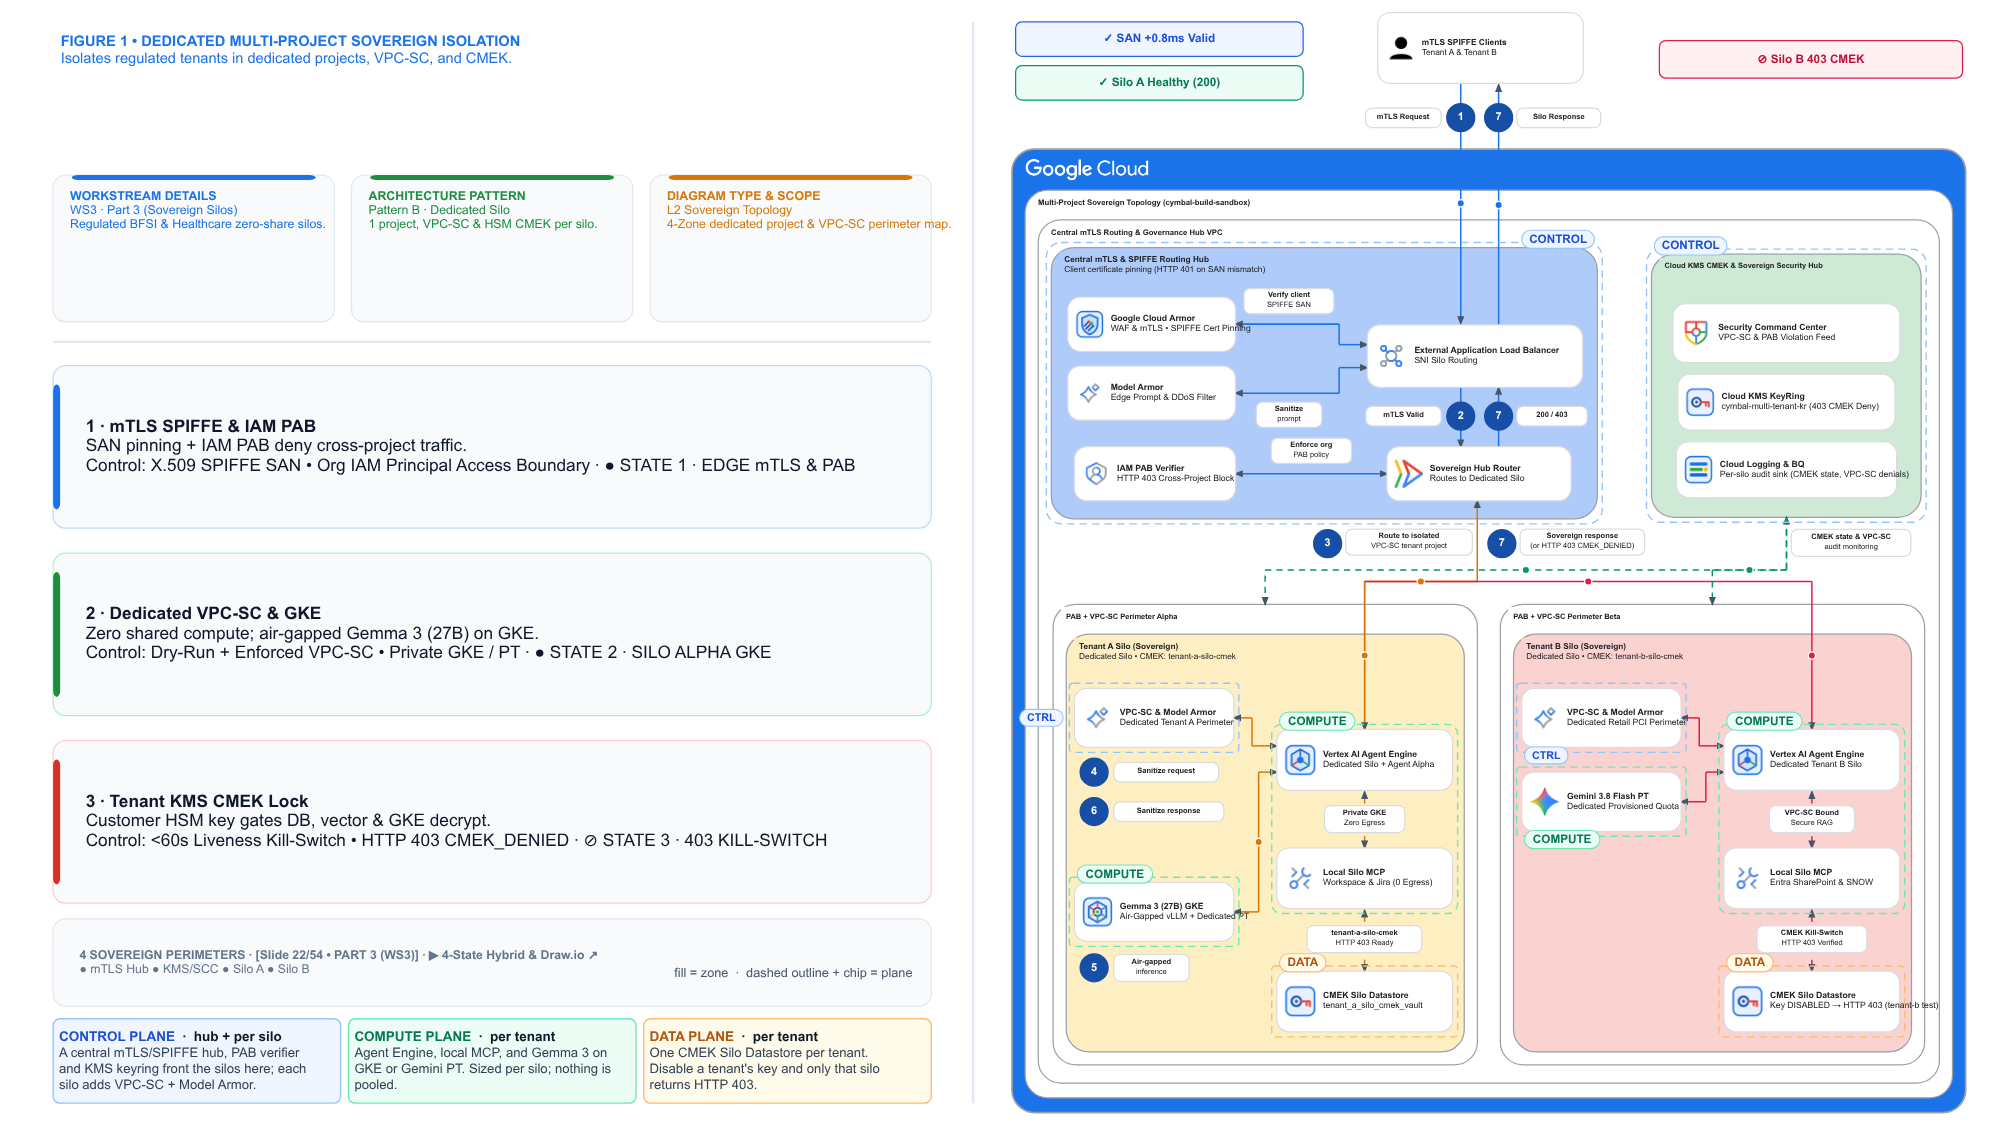 FIGURE 1 • DEDICATED MULTI-PROJECT SOVEREIGN ISOLATION
Isolates regulated tenants in dedicated projects, VPC-SC, and CMEK.
WORKSTREAM DETAILS
WS3 · Part 3 (Sovereign Silos)
Regulated BFSI & Healthcare zero-share silos.
ARCHITECTURE PATTERN
Pattern B · Dedicated Silo
1 project, VPC-SC & HSM CMEK per silo.
DIAGRAM TYPE & SCOPE
L2 Sovereign Topology
4-Zone dedicated project & VPC-SC perimeter map.
1 · mTLS SPIFFE & IAM PAB
SAN pinning + IAM PAB deny cross-project traffic.
Control: X.509 SPIFFE SAN • Org IAM Principal Access Boundary · ● STATE 1 · EDGE mTLS & PAB
2 · Dedicated VPC-SC & GKE
Zero shared compute; air-gapped Gemma 3 (27B) on GKE.
Control: Dry-Run + Enforced VPC-SC • Private GKE / PT · ● STATE 2 · SILO ALPHA GKE
3 · Tenant KMS CMEK Lock
Customer HSM key gates DB, vector & GKE decrypt.
Control: <60s Liveness Kill-Switch • HTTP 403 CMEK_DENIED · ⊘ STATE 3 · 403 KILL-SWITCH
4 SOVEREIGN PERIMETERS · [Slide 22/54 • PART 3 (WS3)] · ▶ 4-State Hybrid & Draw.io ↗
● mTLS Hub ● KMS/SCC ● Silo A ● Silo B
fill = zone · dashed outline + chip = plane
CONTROL PLANE · hub + per silo
A central mTLS/SPIFFE hub, PAB verifier
and KMS keyring front the silos here; each
silo adds VPC-SC + Model Armor.
COMPUTE PLANE · per tenant
Agent Engine, local MCP, and Gemma 3 on
GKE or Gemini PT. Sized per silo; nothing is
pooled.
DATA PLANE · per tenant
One CMEK Silo Datastore per tenant.
Disable a tenant's key and only that silo
returns HTTP 403.
✓ SAN +0.8ms Valid
✓ Silo A Healthy (200)
mTLS SPIFFE Clients
Tenant A & Tenant B
⊘ Silo B 403 CMEK
mTLS Request
1
7
Silo Response
Google Cloud
Multi-Project Sovereign Topology (cymbal-build-sandbox)
Central mTLS Routing & Governance Hub VPC
CONTROL
Central mTLS & SPIFFE Routing Hub
Client certificate pinning (HTTP 401 on SAN mismatch)
Google Cloud Armor
WAF & mTLS • SPIFFE Cert Pinning
Verify client
SPIFFE SAN
External Application Load Balancer
SNI Silo Routing
Model Armor
Edge Prompt & DDoS Filter
Sanitize
prompt
mTLS Valid
2
7
200 / 403
Enforce org
PAB policy
IAM PAB Verifier
HTTP 403 Cross-Project Block
Sovereign Hub Router
Routes to Dedicated Silo
CONTROL
Cloud KMS CMEK & Sovereign Security Hub
Security Command Center
VPC-SC & PAB Violation Feed
Cloud KMS KeyRing
cymbal-multi-tenant-kr (403 CMEK Deny)
Cloud Logging & BQ
Per-silo audit sink (CMEK state, VPC-SC denials)
3
Route to isolated
VPC-SC tenant project
7
Sovereign response
(or HTTP 403 CMEK_DENIED)
CMEK state & VPC-SC
audit monitoring
PAB + VPC-SC Perimeter Alpha
Tenant A Silo (Sovereign)
Dedicated Silo • CMEK: tenant-a-silo-cmek
CTRL
VPC-SC & Model Armor
Dedicated Tenant A Perimeter
COMPUTE
Vertex AI Agent Engine
Dedicated Silo + Agent Alpha
4
Sanitize request
6
Sanitize response
Private GKE
Zero Egress
Local Silo MCP
Workspace & Jira (0 Egress)
COMPUTE
Gemma 3 (27B) GKE
Air-Gapped vLLM + Dedicated PT
tenant-a-silo-cmek
HTTP 403 Ready
5
Air-gapped
inference
DATA
CMEK Silo Datastore
tenant_a_silo_cmek_vault
PAB + VPC-SC Perimeter Beta
Tenant B Silo (Sovereign)
Dedicated Silo • CMEK: tenant-b-silo-cmek
VPC-SC & Model Armor
Dedicated Retail PCI Perimeter
CTRL
COMPUTE
Vertex AI Agent Engine
Dedicated Tenant B Silo
Gemini 3.8 Flash PT
Dedicated Provisioned Quota
COMPUTE
VPC-SC Bound
Secure RAG
Local Silo MCP
Entra SharePoint & SNOW
CMEK Kill-Switch
HTTP 403 Verified
DATA
CMEK Silo Datastore
Key DISABLED → HTTP 403 (tenant-b test)